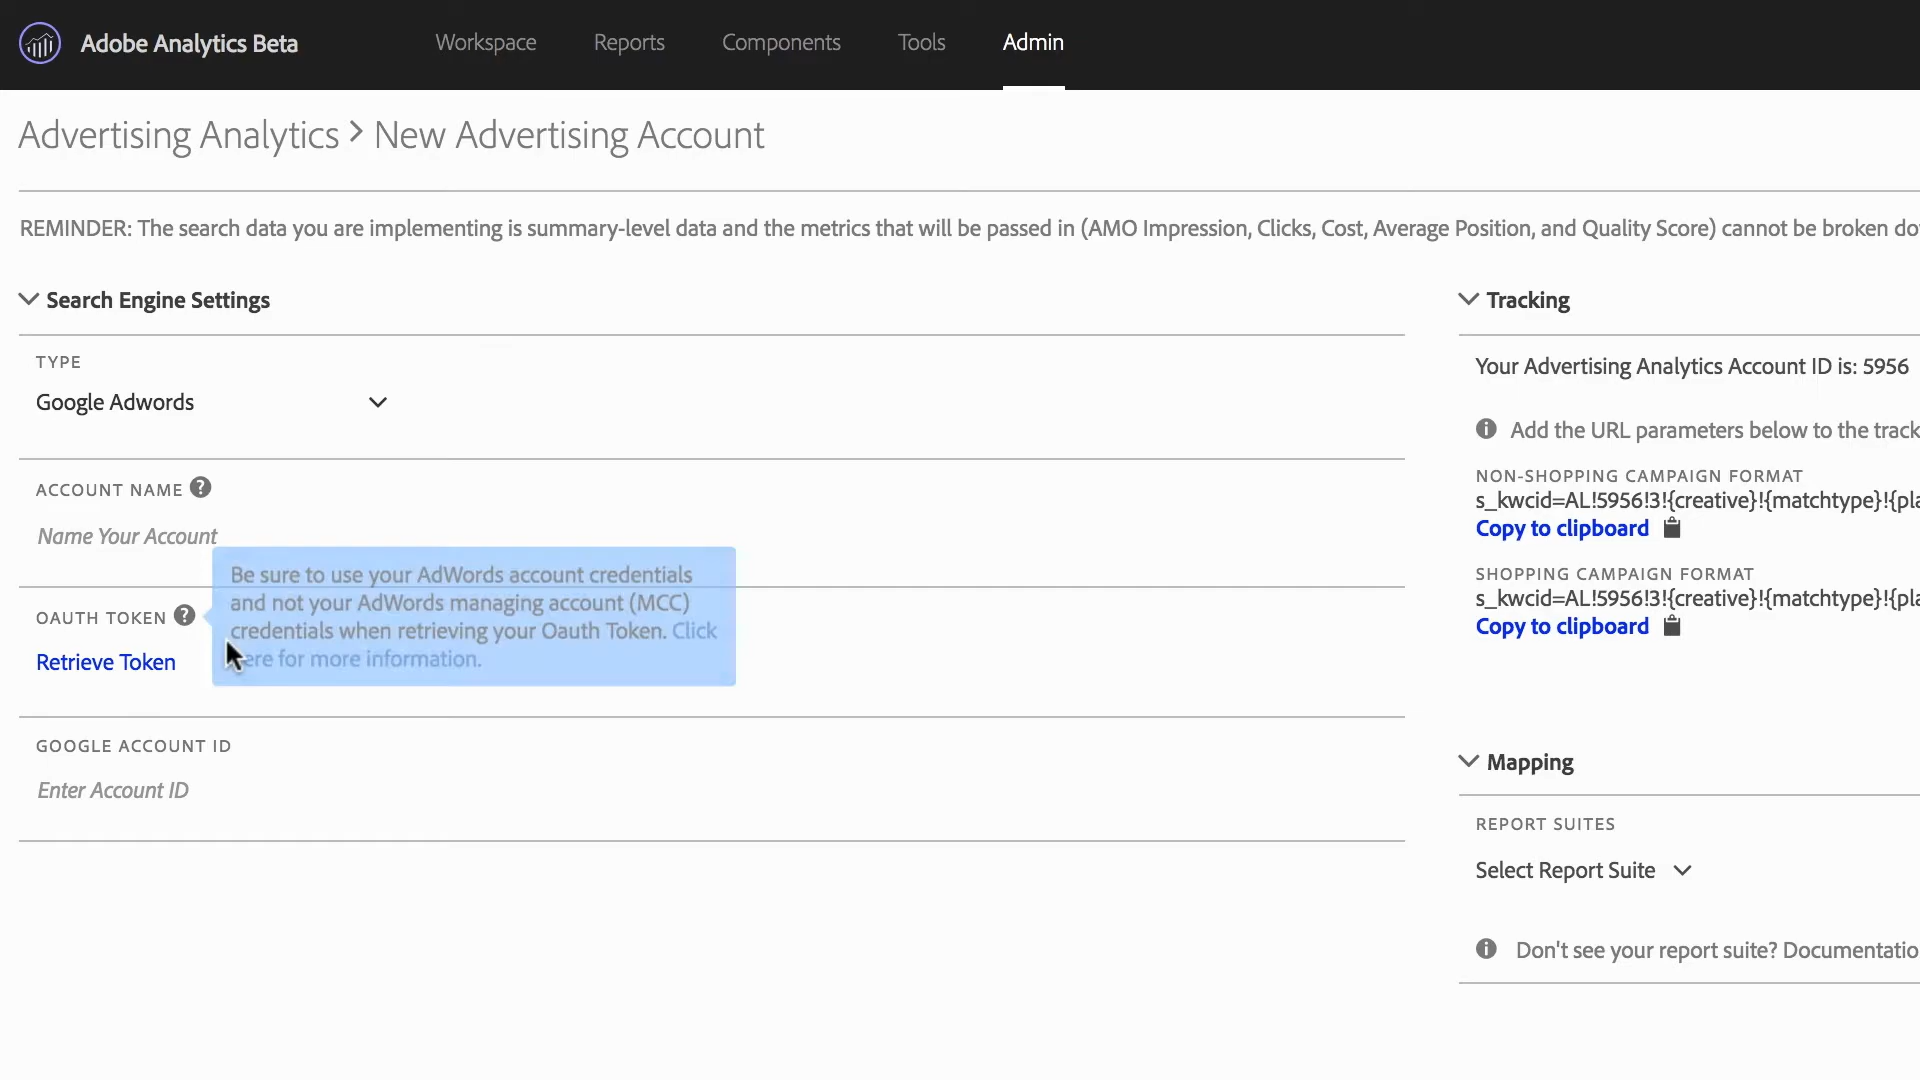 Adobe Analytics Beta
Workspace
Reports
Components
Tools
Admin
Advertising Analytics > New Advertising Account
REMINDER: The search data you are implementing is summary-level data and the metrics that will be passed in (AMO Impression, Clicks, Cost, Average Position, and Quality Score) cannot be broken do
Search Engine Settings
TYPE
Google Adwords
ACCOUNT NAME
Name Your Account
OAUTH TOKEN
Retrieve Token
Be sure to use your AdWords account credentials
and not your AdWords managing account (MCC)
credentials when retrieving your Oauth Token. Click
ere for more information.
GOOGLE ACCOUNT ID
Enter Account ID
Tracking
Your Advertising Analytics Account ID is: 5956
Add the URL parameters below to the track
NON-SHOPPING CAMPAIGN FORMAT
s_kwcid=AL!5956!3!{creative}!{matchtype}!{pla
Copy to clipboard
SHOPPING CAMPAIGN FORMAT
s_kwcid=AL!5956!3!{creative}!{matchtype}!{pla
Copy to clipboard
Mapping
REPORT SUITES
Select Report Suite
Don't see your report suite? Documentatio